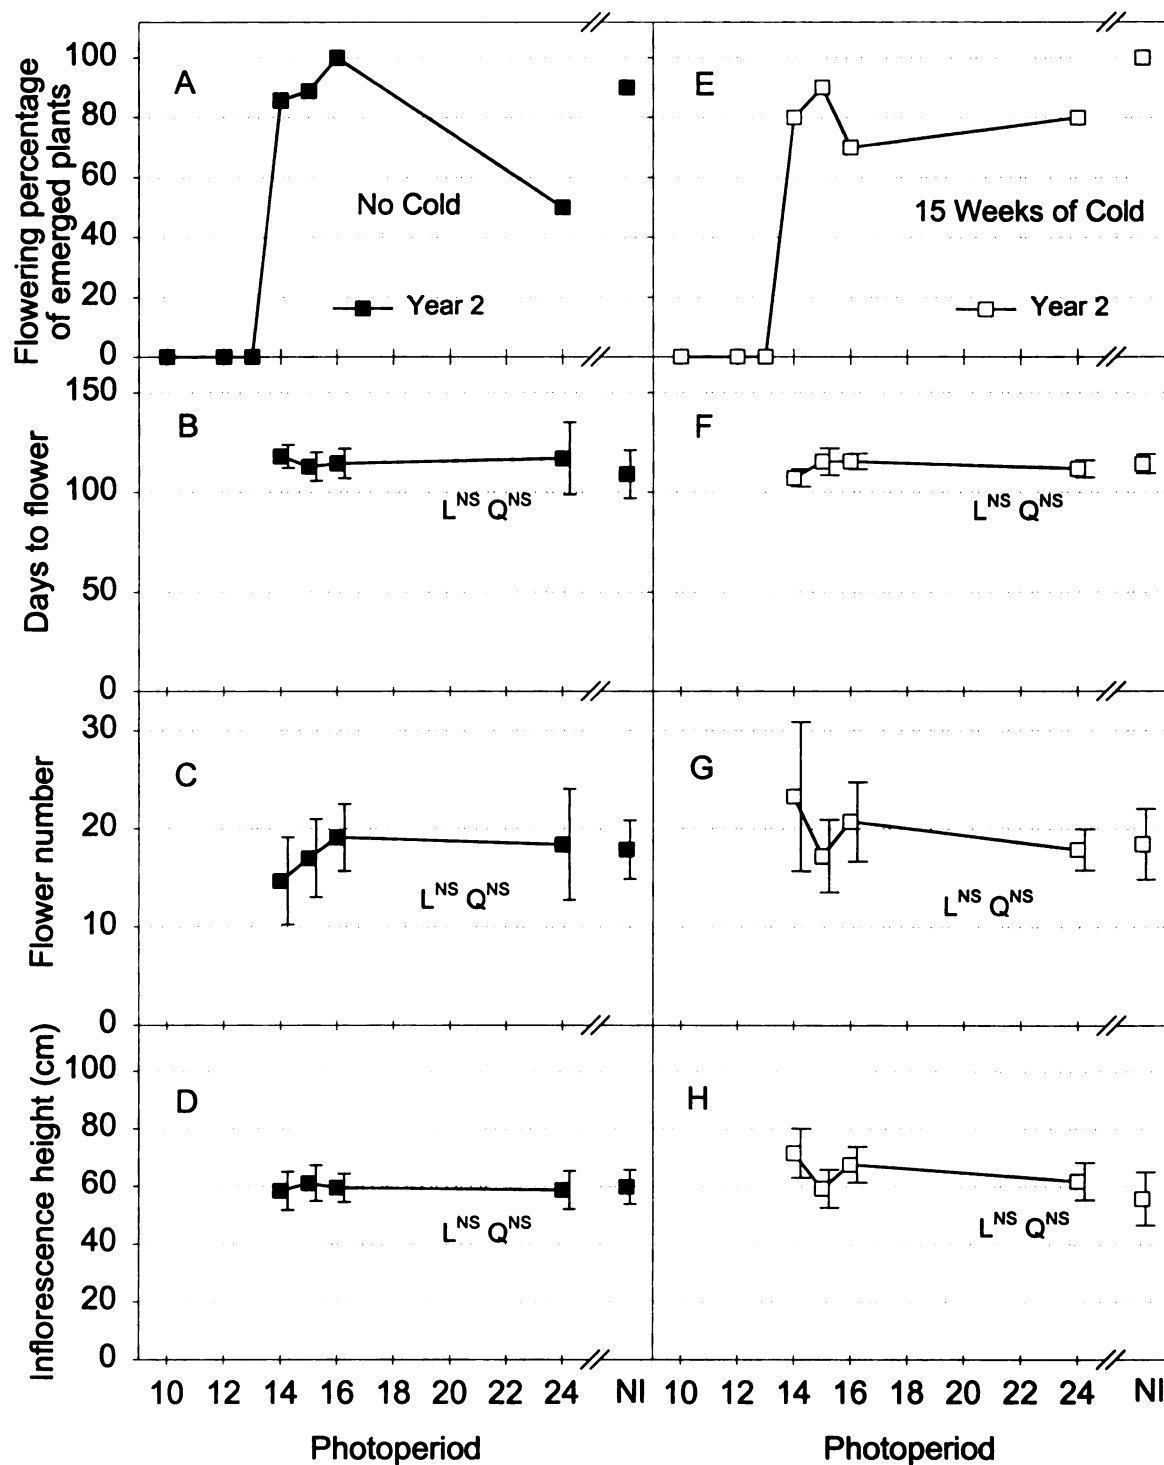 Flowering percentage
of emerged plants
100
80
60
40
20
0
A
No Cold
Year 2
E
15 Weeks of Cold
Year 2
Days to flower
150
100
50
0
B
L^NS Q^NS
F
L^NS Q^NS
Flower number
30
20
10
0
C
L^NS Q^NS
G
L^NS Q^NS
Inflorescence height (cm)
100
80
60
40
20
0
D
L^NS Q^NS
H
L^NS Q^NS
10 12 14 16 18 20 22 24 NI
10 12 14 16 18 20 22 24 NI
Photoperiod
Photoperiod